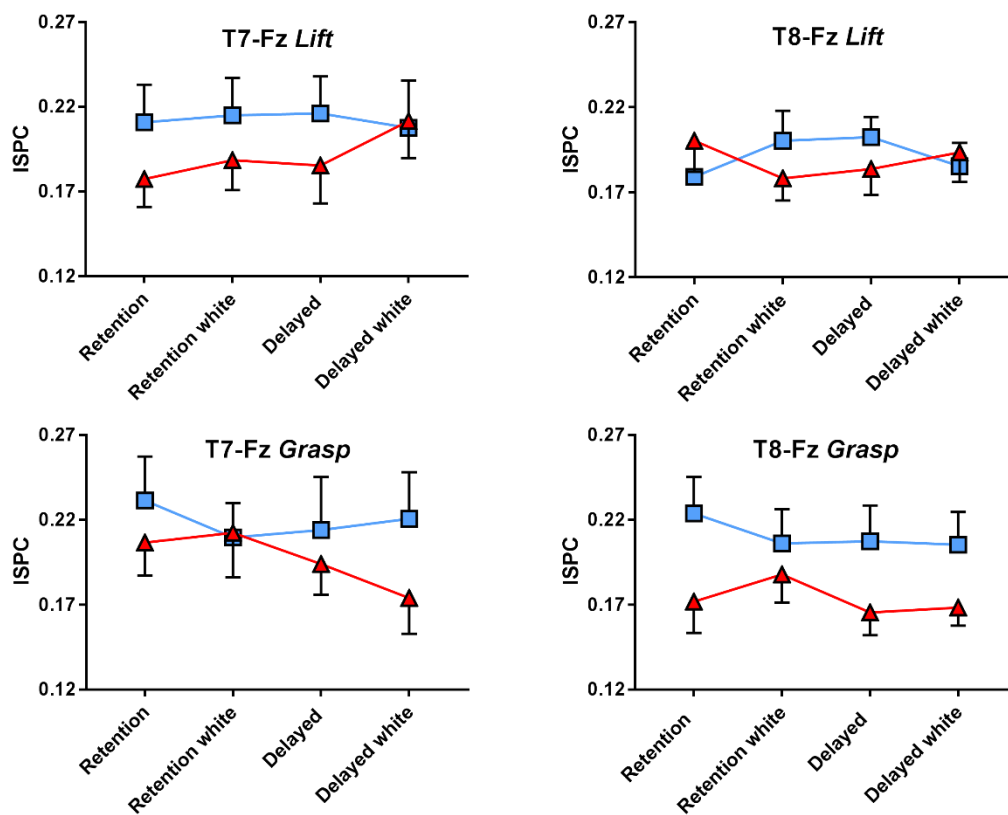 T7-Fz Lift
ISPC
0.27
0.22
0.17
0.12
Retention
Retention white
Delayed
Delayed white
T8-Fz Lift
ISPC
0.27
0.22
0.17
0.12
Retention
Retention white
Delayed
Delayed white
T7-Fz Grasp
ISPC
0.27
0.22
0.17
0.12
Retention
Retention white
Delayed
Delayed white
T8-Fz Grasp
ISPC
0.27
0.22
0.17
0.12
Retention
Retention white
Delayed
Delayed white